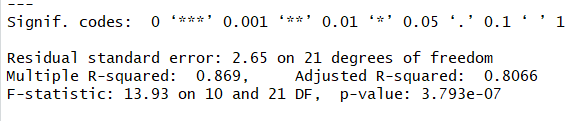 ---
Signif. codes:  0 ‘***’ 0.001 ‘**’ 0.01 ‘*’ 0.05 ‘.’ 0.1 ‘ ’ 1
Residual standard error: 2.65 on 21 degrees of freedom
Multiple R-squared:  0.869,	Adjusted R-squared:  0.8066
F-statistic: 13.93 on 10 and 21 DF,  p-value: 3.793e-07